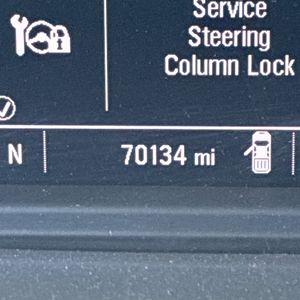 Service
Steering
Column Lock
N
70134 mi